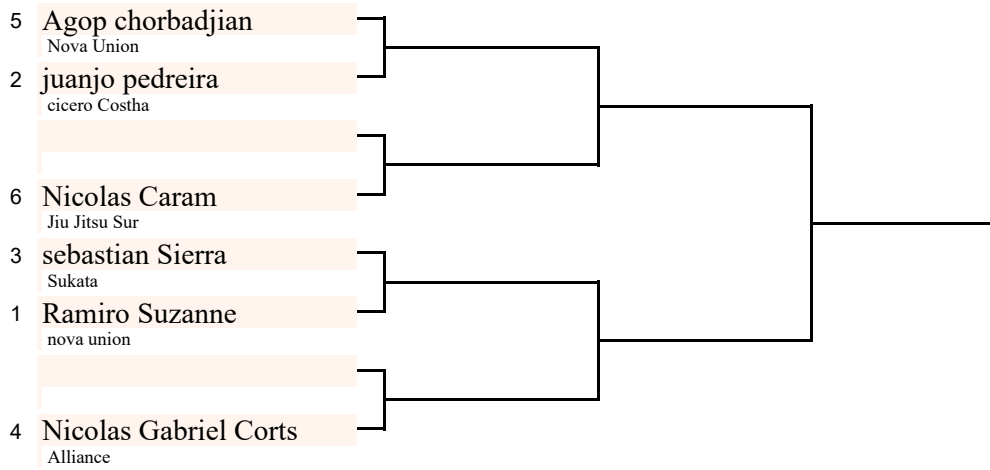 5 Agop chorbadjian
Nova Union
2 juanjo pedreira
cicero Costha
6 Nicolas Caram
Jiu Jitsu Sur
3 sebastian Sierra
Sukata
1 Ramiro Suzanne
nova union
4 Nicolas Gabriel Corts
Alliance